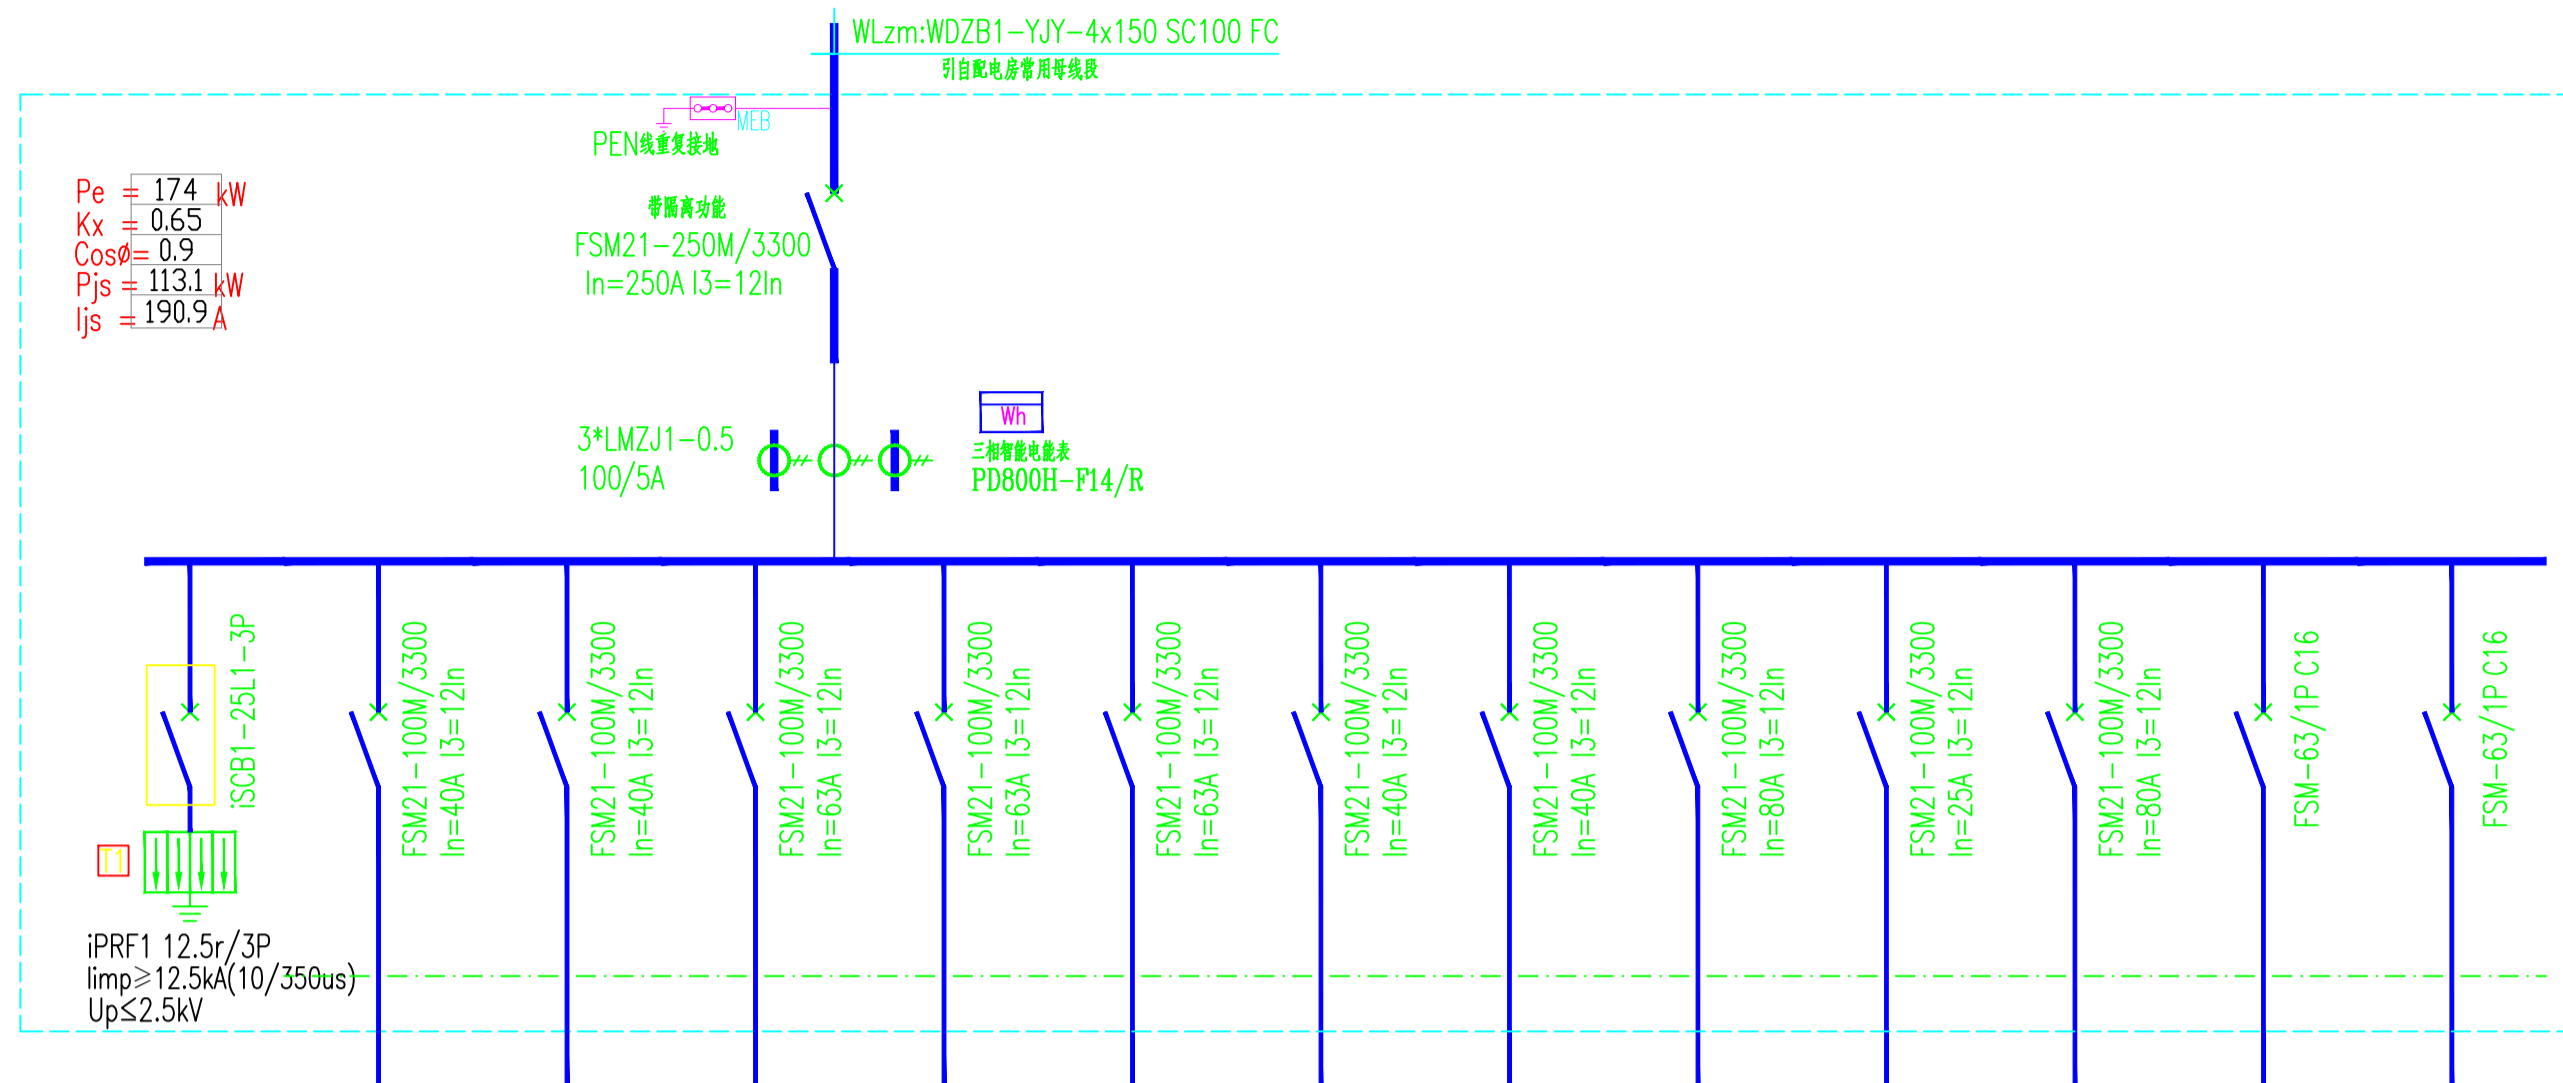 WLzm:WDZB1-YJY-4x150 SC100 FC
引自配电房常用母线段
MEB
PEN线重复接地
Pe = 174 kW
Kx = 0.65
Cosø= 0.9
Pjs = 113.1 kW
Ijs = 190.9 A
带隔离功能
FSM21-250M/3300
In=250A I3=12In
3*LMZJ1-0.5
100/5A
Wh
三相智能电能表
PD800H-F14/R
iSCB1-25L1-3P
FSM21-100M/3300
In=40A I3=12In
FSM21-100M/3300
In=40A I3=12In
FSM21-100M/3300
In=63A I3=12In
FSM21-100M/3300
In=63A I3=12In
FSM21-100M/3300
In=63A I3=12In
FSM21-100M/3300
In=40A I3=12In
FSM21-100M/3300
In=40A I3=12In
FSM21-100M/3300
In=80A I3=12In
FSM21-100M/3300
In=25A I3=12In
FSM21-100M/3300
In=80A I3=12In
FSM-63/1P C16
FSM-63/1P C16
T1
iPRF1 12.5r/3P
Iimp≥12.5kA(10/350us)
Up≤2.5kV